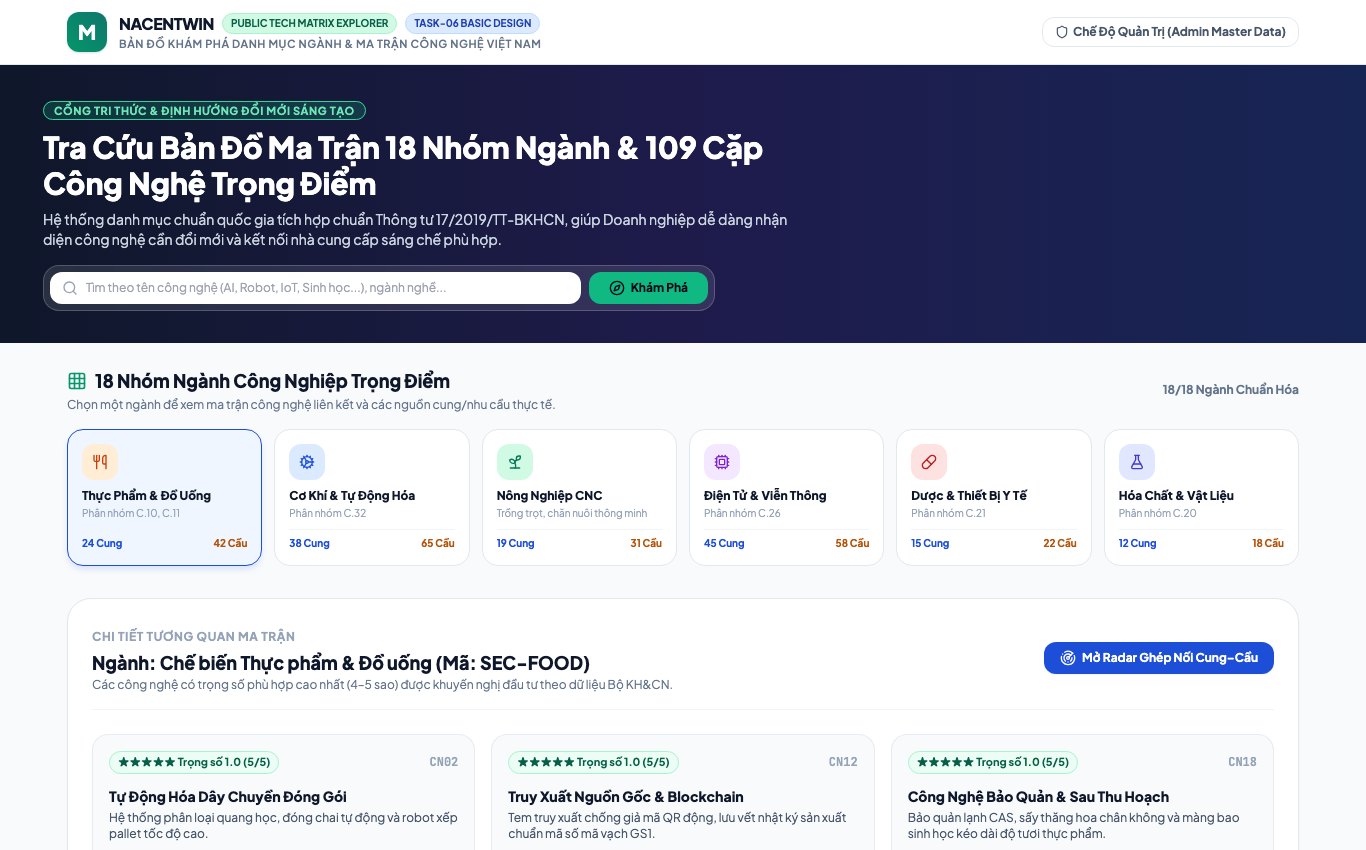 M
NACENTWIN
PUBLIC TECH MATRIX EXPLORER
TASK-06 BASIC DESIGN
BẢN ĐỒ KHÁM PHÁ DANH MỤC NGÀNH & MA TRẬN CÔNG NGHỆ VIỆT NAM
Chế Độ Quản Trị (Admin Master Data)
CỔNG TRI THỨC & ĐỊNH HƯỚNG ĐỔI MỚI SÁNG TẠO
Tra Cứu Bản Đồ Ma Trận 18 Nhóm Ngành & 109 Cặp
Công Nghệ Trọng Điểm
Hệ thống danh mục chuẩn quốc gia tích hợp chuẩn Thông tư 17/2019/TT-BKHCN, giúp Doanh nghiệp dễ dàng nhận
diện công nghệ cần đổi mới và kết nối nhà cung cấp sáng chế phù hợp.
Tìm theo tên công nghệ (AI, Robot, IoT, Sinh học...), ngành nghề...
Khám Phá
18 Nhóm Ngành Công Nghiệp Trọng Điểm
Chọn một ngành để xem ma trận công nghệ liên kết và các nguồn cung/nhu cầu thực tế.
18/18 Ngành Chuẩn Hóa
Thực Phẩm & Đồ Uống
Phân nhóm C.10, C.11
24 Cung
42 Cầu
Cơ Khí & Tự Động Hóa
Phân nhóm C.32
38 Cung
65 Cầu
Nông Nghiệp CNC
Trồng trọt, chăn nuôi thông minh
19 Cung
31 Cầu
Điện Tử & Viễn Thông
Phân nhóm C.26
45 Cung
58 Cầu
Dược & Thiết Bị Y Tế
Phân nhóm C.21
15 Cung
22 Cầu
Hóa Chất & Vật Liệu
Phân nhóm C.20
12 Cung
18 Cầu
CHI TIẾT TƯƠNG QUAN MA TRẬN
Ngành: Chế biến Thực phẩm & Đồ uống (Mã: SEC-FOOD)
Các công nghệ có trọng số phù hợp cao nhất (4-5 sao) được khuyến nghị đầu tư theo dữ liệu Bộ KH&CN.
Mở Radar Ghép Nối Cung-Cầu
★★★★★ Trọng số 1.0 (5/5)
CN02
Tự Động Hóa Dây Chuyền Đóng Gói
Hệ thống phân loại quang học, đóng chai tự động và robot xếp
pallet tốc độ cao.
★★★★★ Trọng số 1.0 (5/5)
CN12
Truy Xuất Nguồn Gốc & Blockchain
Tem truy xuất chống giả mã QR động, lưu vết nhật ký sản xuất
chuẩn mã số mã vạch GS1.
★★★★★ Trọng số 1.0 (5/5)
CN18
Công Nghệ Bảo Quản & Sau Thu Hoạch
Bảo quản lạnh CAS, sấy thăng hoa chân không và màng bao
sinh học kéo dài độ tươi thực phẩm.